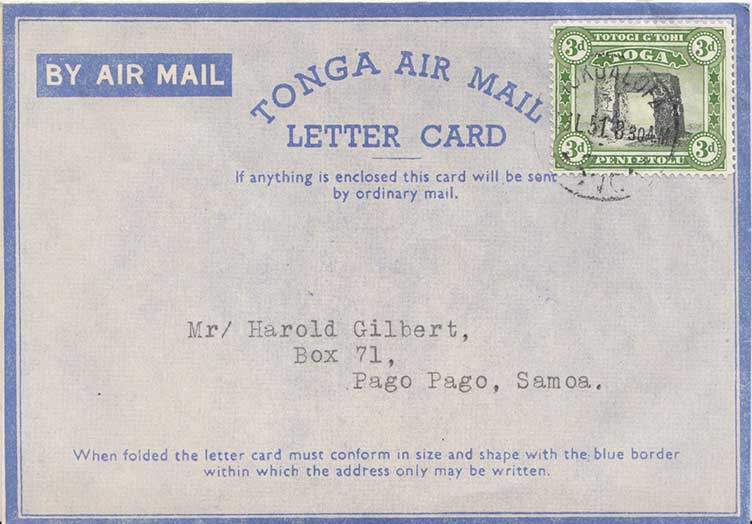 BY AIR MAIL
TONGA AIR MAIL
LETTER CARD
If anything is enclosed this card will be sent
by ordinary mail.
TOTOGI G'TOHI
3d 3d
TOGA
3d 3d
PENI E TOLU
Mr/ Harold Gilbert,
Box 71,
Pago Pago, Samoa.
When folded the letter card must conform in size and shape with the blue border
within which the address only may be written.